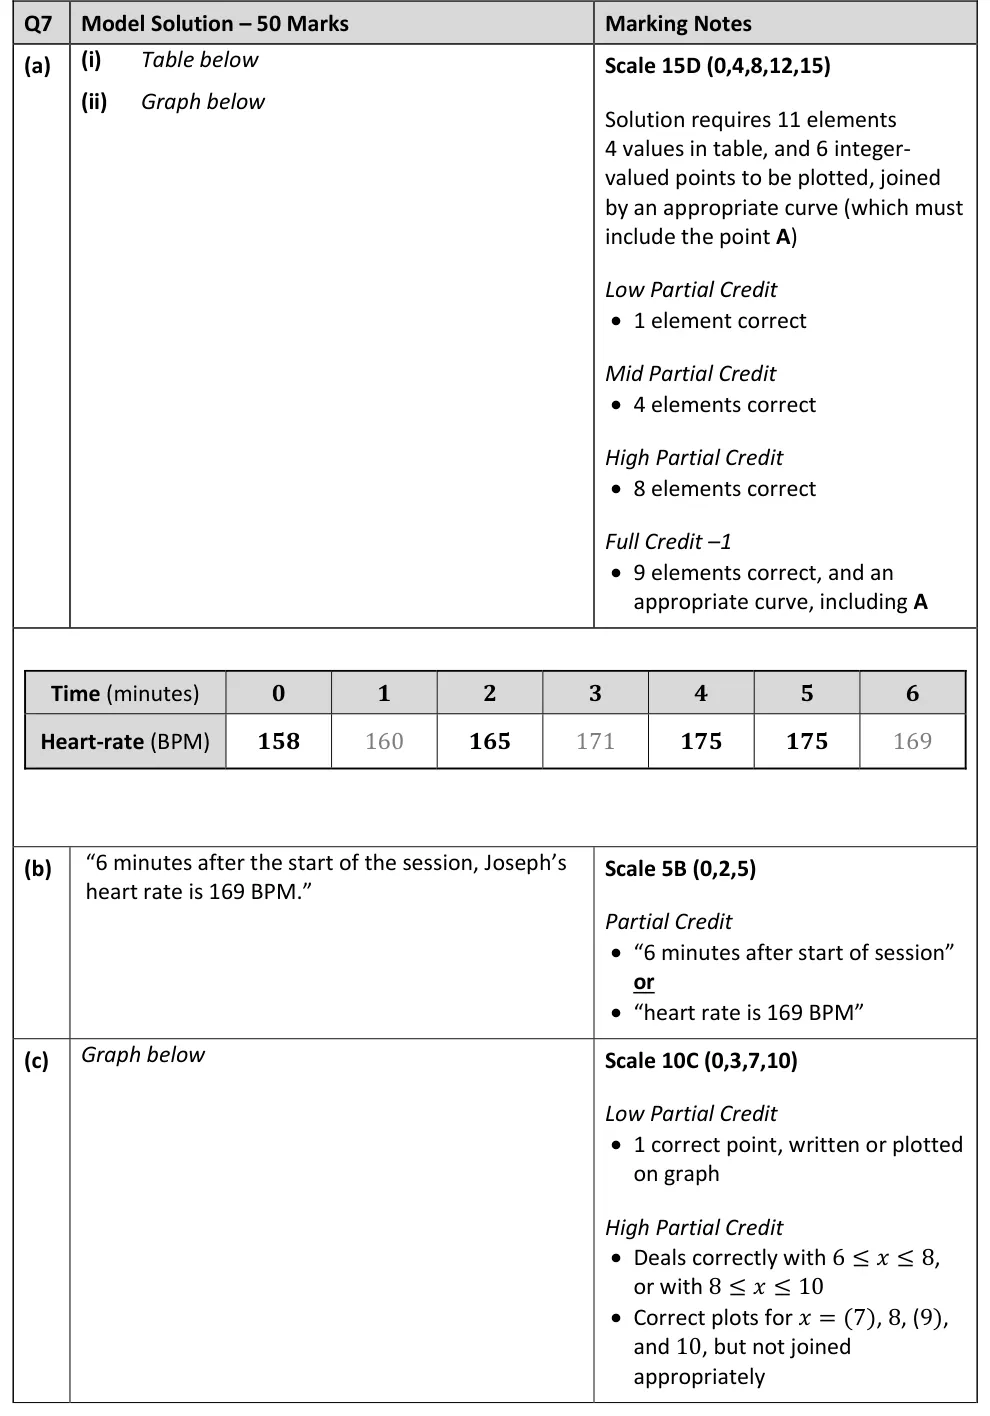 Q7 Model Solution – 50 Marks Marking Notes
(a) (i) Table below
(ii) Graph below
Scale 15D (0,4,8,12,15)
Solution requires 11 elements
4 values in table, and 6 integer-
valued points to be plotted, joined
by an appropriate curve (which must
include the point A)
Low Partial Credit
• 1 element correct
Mid Partial Credit
• 4 elements correct
High Partial Credit
• 8 elements correct
Full Credit –1
• 9 elements correct, and an
appropriate curve, including A
Time (minutes) 0 1 2 3 4 5 6
Heart-rate (BPM) 158 160 165 171 175 175 169
(b) “6 minutes after the start of the session, Joseph’s
heart rate is 169 BPM.”
Scale 5B (0,2,5)
Partial Credit
• “6 minutes after start of session”
or
• “heart rate is 169 BPM”
(c) Graph below
Scale 10C (0,3,7,10)
Low Partial Credit
• 1 correct point, written or plotted
on graph
High Partial Credit
• Deals correctly with 6 ≤ x ≤ 8,
or with 8 ≤ x ≤ 10
• Correct plots for x = (7), 8, (9),
and 10, but not joined
appropriately